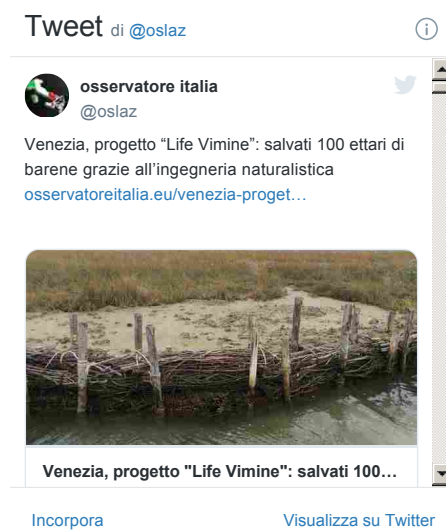 Tweet di @oslaz
osservatore italia
@oslaz
Venezia, progetto “Life Vimine”: salvati 100 ettari di
barene grazie all’ingegneria naturalistica
osservatoreitalia.eu/venezia-proget…
Venezia, progetto "Life Vimine": salvati 100…
Incorpora
Visualizza su Twitter